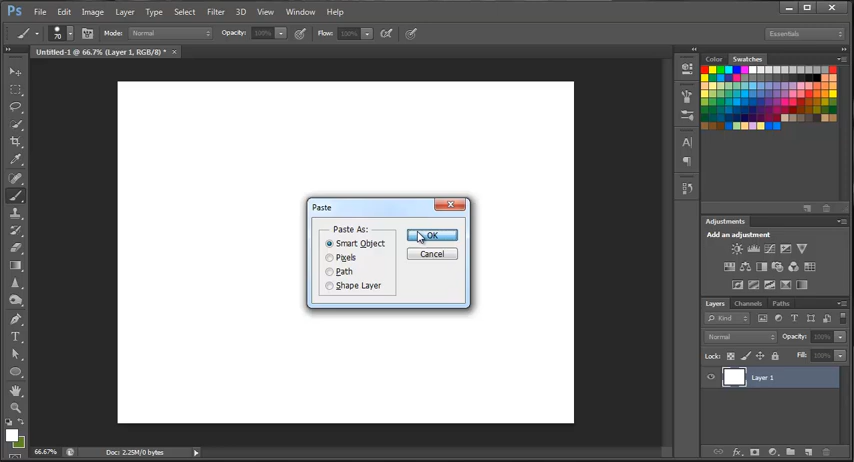 Ps File Edit Image Layer Type Select Filter 3D View Window Help
70 Mode: Normal Opacity: 100% Flow: 100% Essentials
Untitled-1 @ 66.7% (Layer 1, RGB/8) * ×
Color Swatches
Paste
Paste As:
Smart Object
Pixels
Path
Shape Layer
OK
Cancel
Adjustments
Add an adjustment
Layers Channels Paths
Kind
Normal Opacity: 100%
Lock: Fill: 100%
Layer 1
66.67% Doc: 2.25M/0 bytes